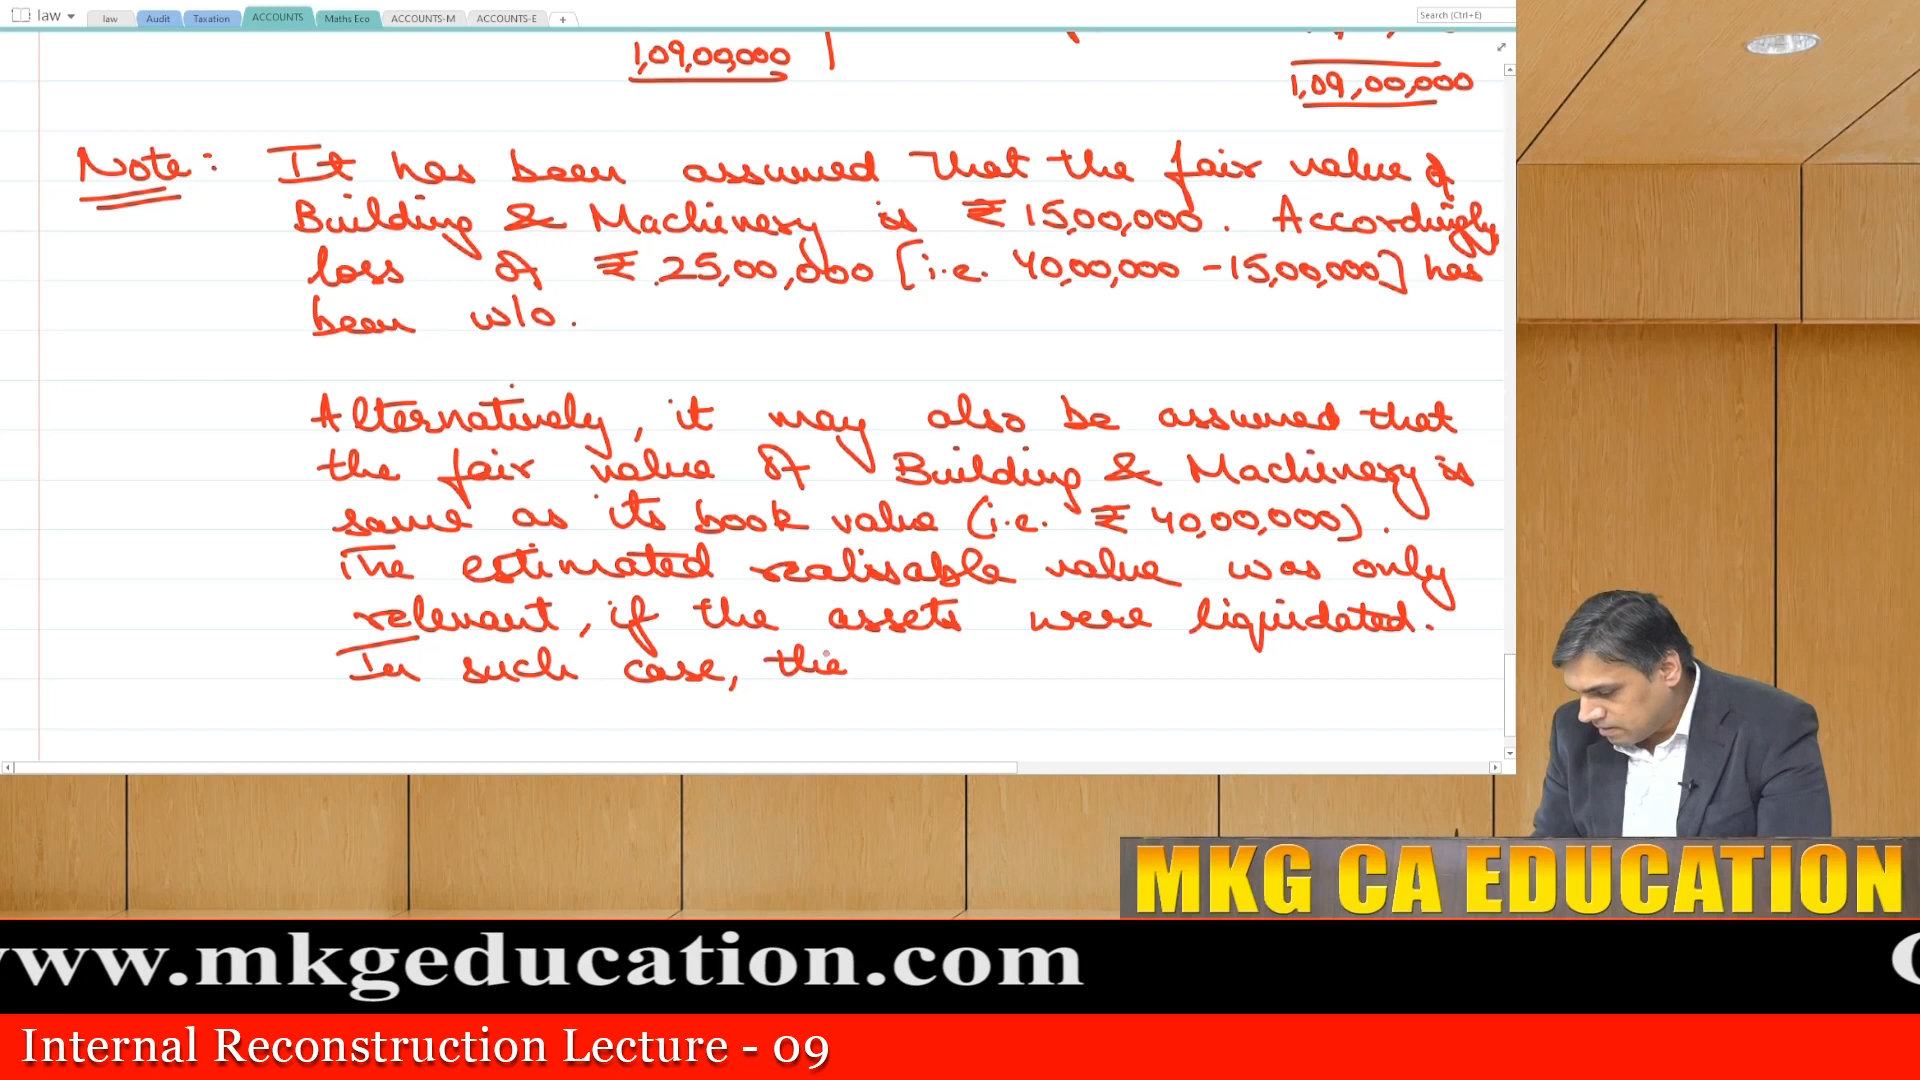 law
law Audit Taxation ACCOUNTS Maths Eco ACCOUNTS-M ACCOUNTS-E +
Search (Ctrl+E)
1,09,00,000
1,09,00,000
Note: It has been assumed that the fair value of
Building & Machinery is ₹ 15,00,000. Accordingly
loss of ₹ 25,00,000 [i.e. 40,00,000 - 15,00,000] has
been w/o.
Alternatively, it may also be assumed that
the fair value of Building & Machinery is
same as its book value (i.e. ₹ 40,00,000).
The estimated realisable value was only
relevant, if the assets were liquidated.
In such case, the
MKG CA EDUCATION
www.mkgeducation.com
Internal Reconstruction Lecture - 09